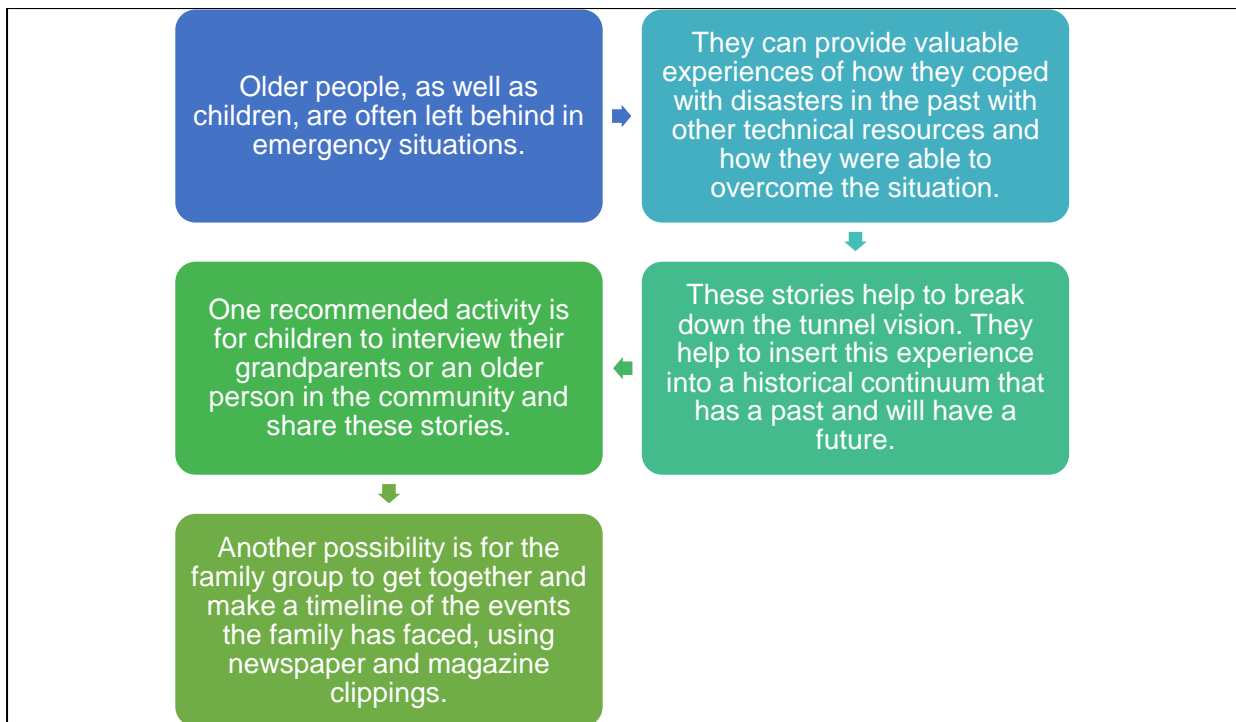 Older people, as well as
children, are often left behind in
emergency situations.
They can provide valuable
experiences of how they coped
with disasters in the past with
other technical resources and
how they were able to
overcome the situation.
These stories help to break
down the tunnel vision. They
help to insert this experience
into a historical continuum that
has a past and will have a
future.
One recommended activity is
for children to interview their
grandparents or an older
person in the community and
share these stories.
Another possibility is for the
family group to get together and
make a timeline of the events
the family has faced, using
newspaper and magazine
clippings.